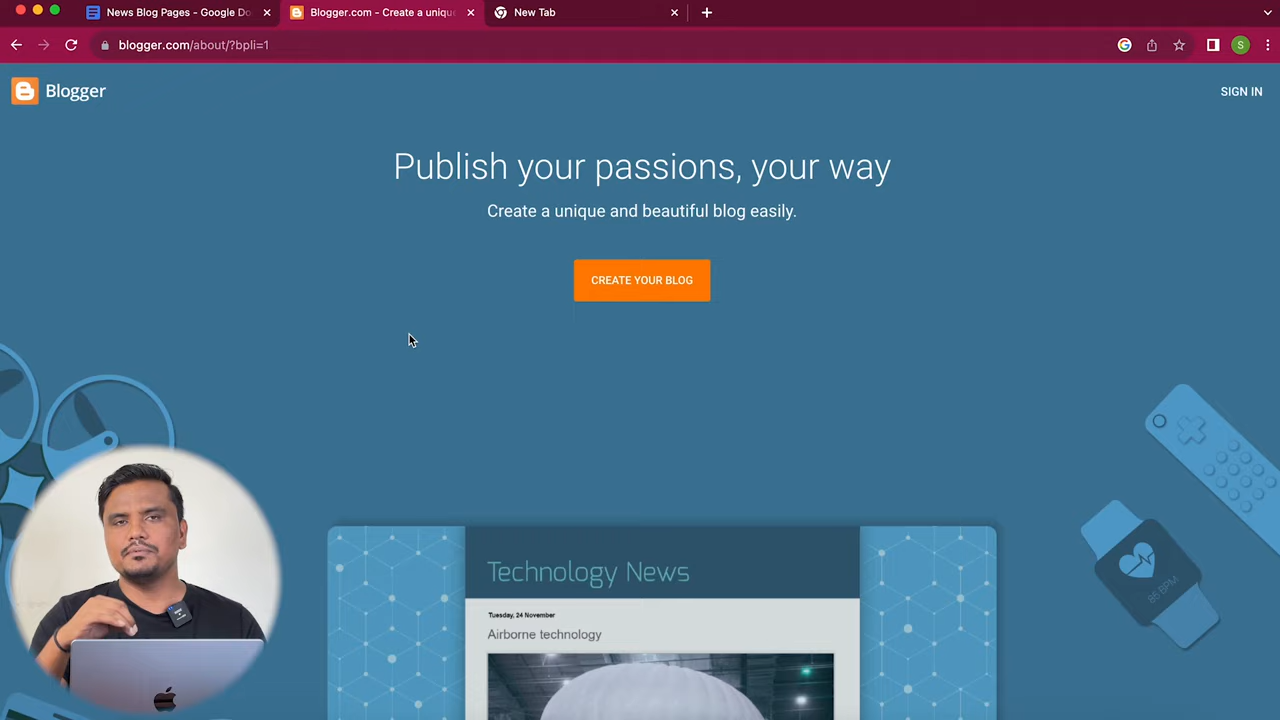 News Blog Pages - Google Do
Blogger.com - Create a uniqu
New Tab
blogger.com/about/?bpli=1
S
Blogger
SIGN IN
Publish your passions, your way
Create a unique and beautiful blog easily.
CREATE YOUR BLOG
85 BPM
Technology News
Tuesday, 24 November
Airborne technology